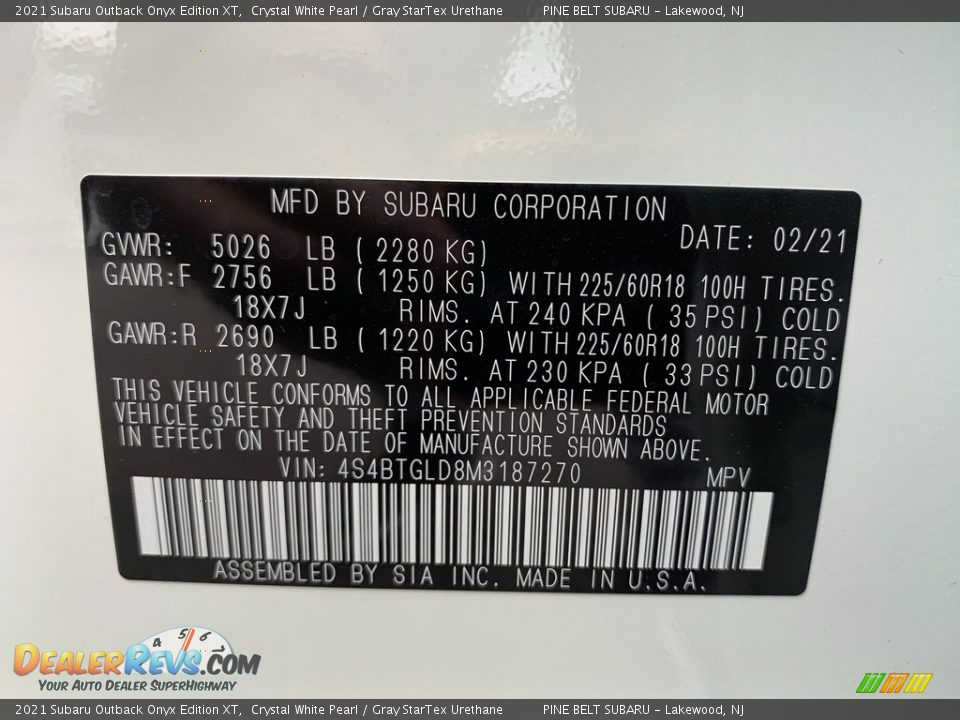 2021 Subaru Outback Onyx Edition XT, Crystal White Pearl / Gray StarTex Urethane PINE BELT SUBARU - Lakewood, NJ
MFD BY SUBARU CORPORATION
DATE: 02/21
GVWR: 5026 LB ( 2280 KG)
GAWR:F 2756 LB ( 1250 KG) WITH 225/60R18 100H TIRES.
18X7J RIMS. AT 240 KPA ( 35 PSI) COLD
GAWR:R 2690 LB ( 1220 KG) WITH 225/60R18 100H TIRES.
18X7J RIMS. AT 230 KPA ( 33 PSI) COLD
THIS VEHICLE CONFORMS TO ALL APPLICABLE FEDERAL MOTOR
VEHICLE SAFETY AND THEFT PREVENTION STANDARDS
IN EFFECT ON THE DATE OF MANUFACTURE SHOWN ABOVE.
VIN: 4S4BTGLD8M3187270 MPV
ASSEMBLED BY SIA INC. MADE IN U.S.A.
4 5 6 7
DEALERREVS.COM
YOUR AUTO DEALER SUPERHIGHWAY
2021 Subaru Outback Onyx Edition XT, Crystal White Pearl / Gray StarTex Urethane PINE BELT SUBARU - Lakewood, NJ